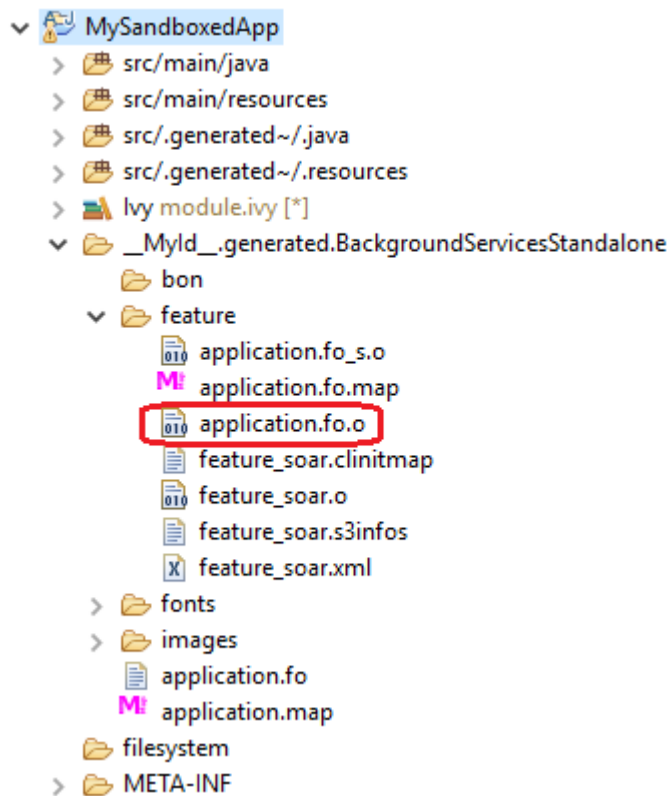 MySandboxedApp
src/main/java
src/main/resources
src/.generated~/.java
src/.generated~/.resources
Ivy module.ivy [*]
__MyId__.generated.BackgroundServicesStandalone
bon
feature
application.fo_s.o
application.fo.map
application.fo.o
feature_soar.clinitmap
feature_soar.o
feature_soar.s3infos
feature_soar.xml
fonts
images
application.fo
application.map
filesystem
META-INF